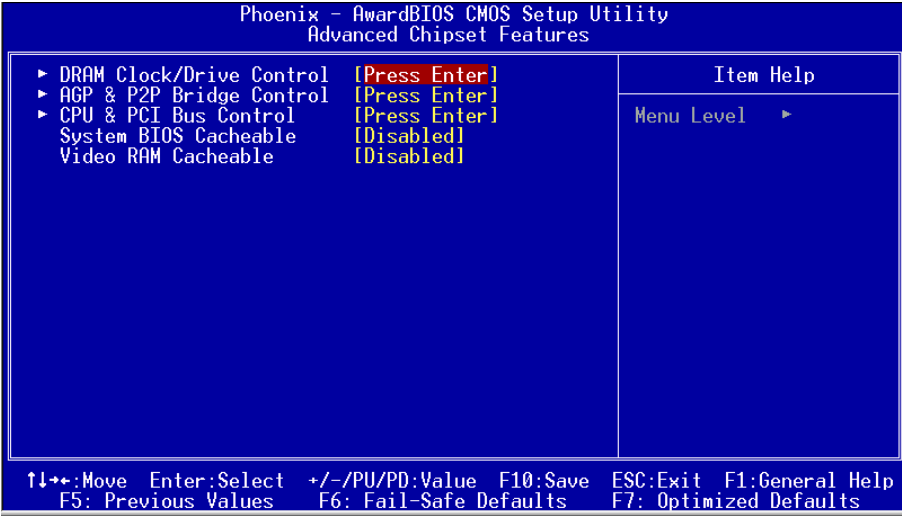 Phoenix - AwardBIOS CMOS Setup Utility
Advanced Chipset Features
► DRAM Clock/Drive Control [Press Enter]
► AGP & P2P Bridge Control [Press Enter]
► CPU & PCI Bus Control [Press Enter]
System BIOS Cacheable [Disabled]
Video RAM Cacheable [Disabled]
Item Help
Menu Level ►
↑↓→←:Move Enter:Select +/-/PU/PD:Value F10:Save ESC:Exit F1:General Help
F5: Previous Values F6: Fail-Safe Defaults F7: Optimized Defaults